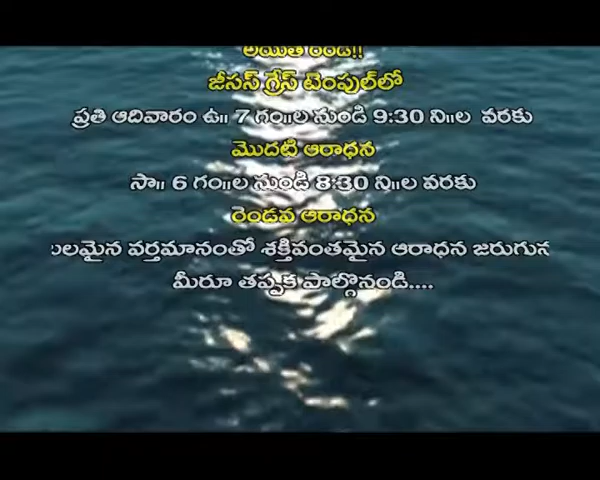 అయితే రండి!!
జీసస్ గ్రేస్ టెంపుల్‌లో
ప్రతి ఆదివారం ఉ॥ 7 గం॥ల నుండి 9:30 ని॥ల వరకు
మొదటి ఆరాధన
సా॥ 6 గం॥ల నుండి 8:30 ని॥ల వరకు
రెండవ ఆరాధన
వర్తమానంతో శక్తివంతమైన ఆరాధన
మీరూ తప్పక పాల్గొనండి....